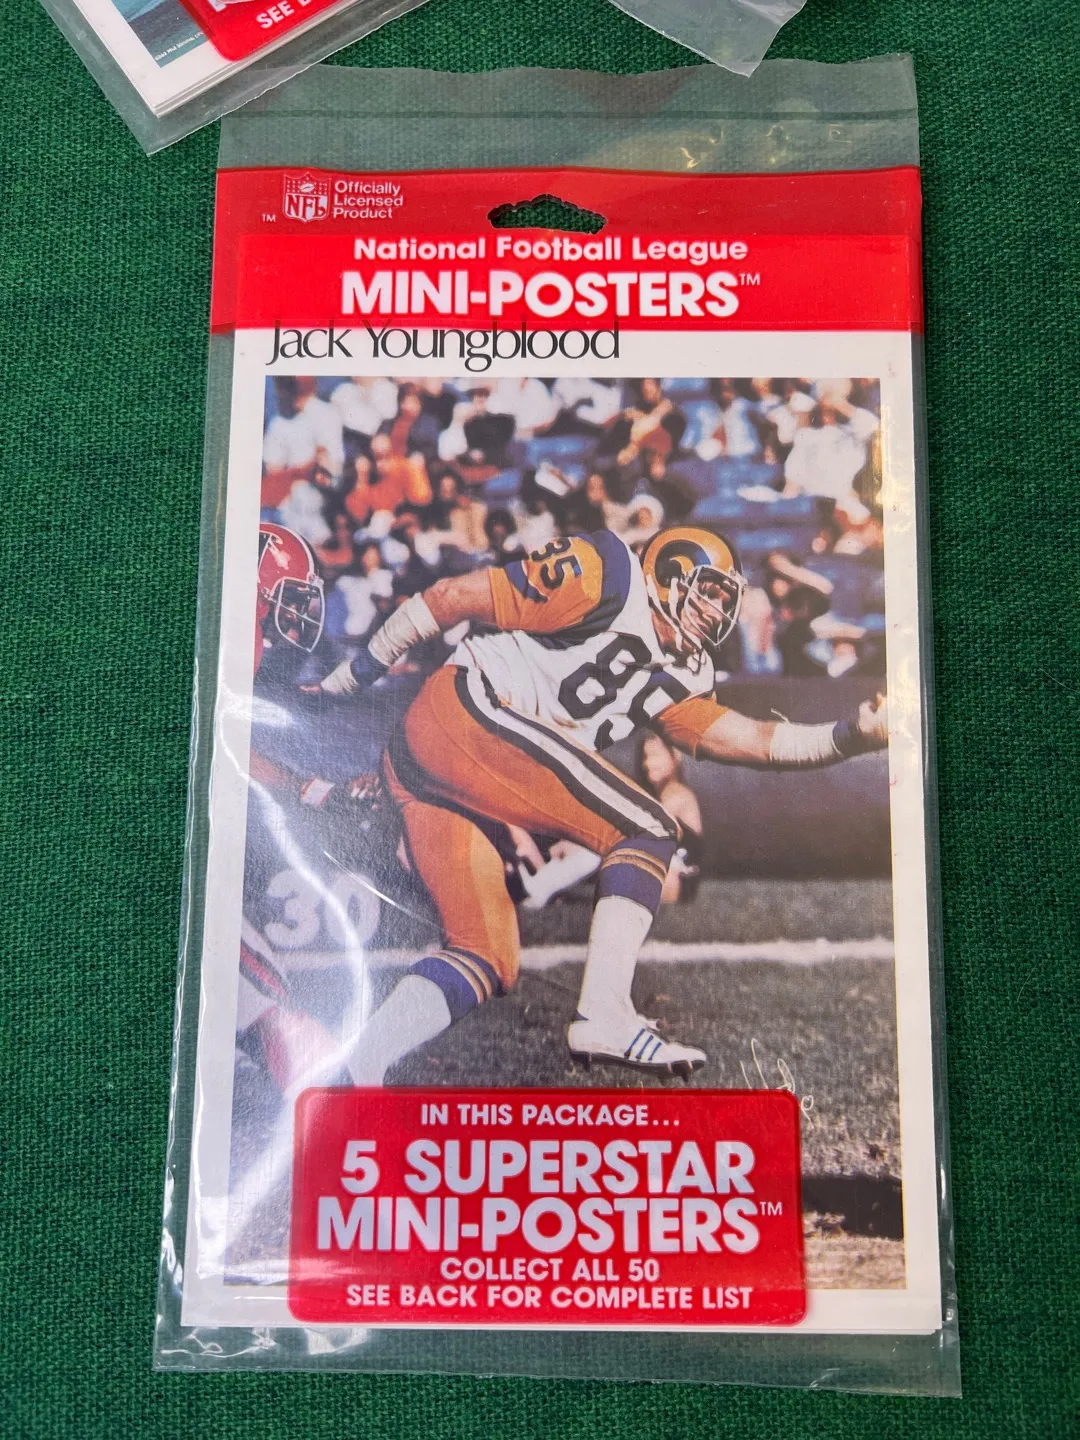 SEE
TM
NFL
Officially
Licensed
Product
National Football League
MINI-POSTERS™
Jack Youngblood
85
85
30
IN THIS PACKAGE...
5 SUPERSTAR
MINI-POSTERS™
COLLECT ALL 50
SEE BACK FOR COMPLETE LIST